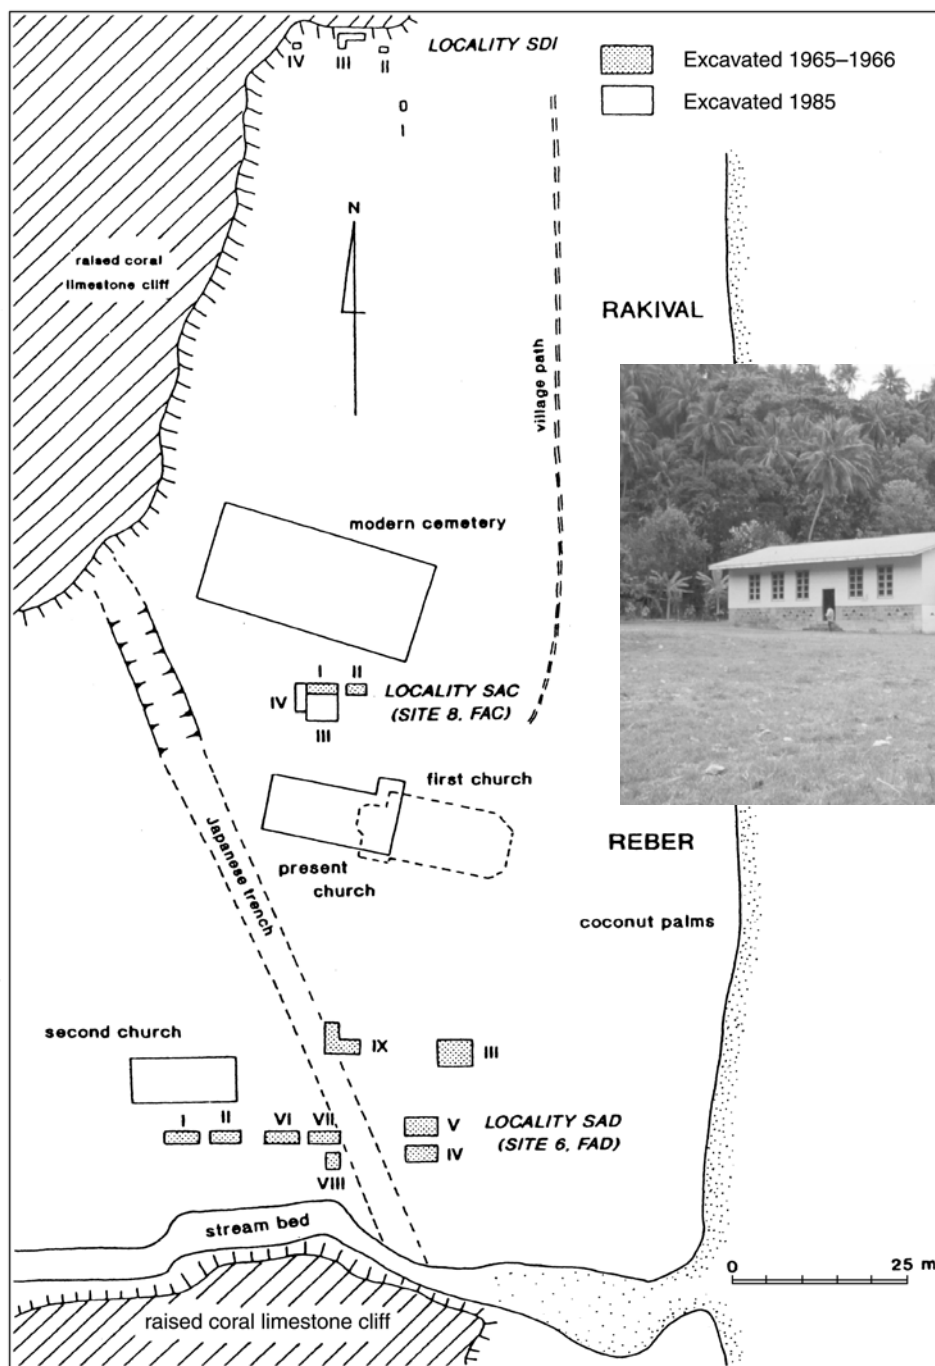 LOCALITY SDI
IV
III
II
I
Excavated 1965–1966
Excavated 1985
N
raised coral
limestone cliff
RAKIVAL
village path
modern cemetery
I
II
IV
III
LOCALITY SAC
(SITE 8, FAC)
first church
Japanese trench
present
church
REBER
coconut palms
second church
IX
III
I
II
VI
VII
V
IV
VIII
LOCALITY SAD
(SITE 6, FAD)
stream bed
0
25 m
raised coral limestone cliff